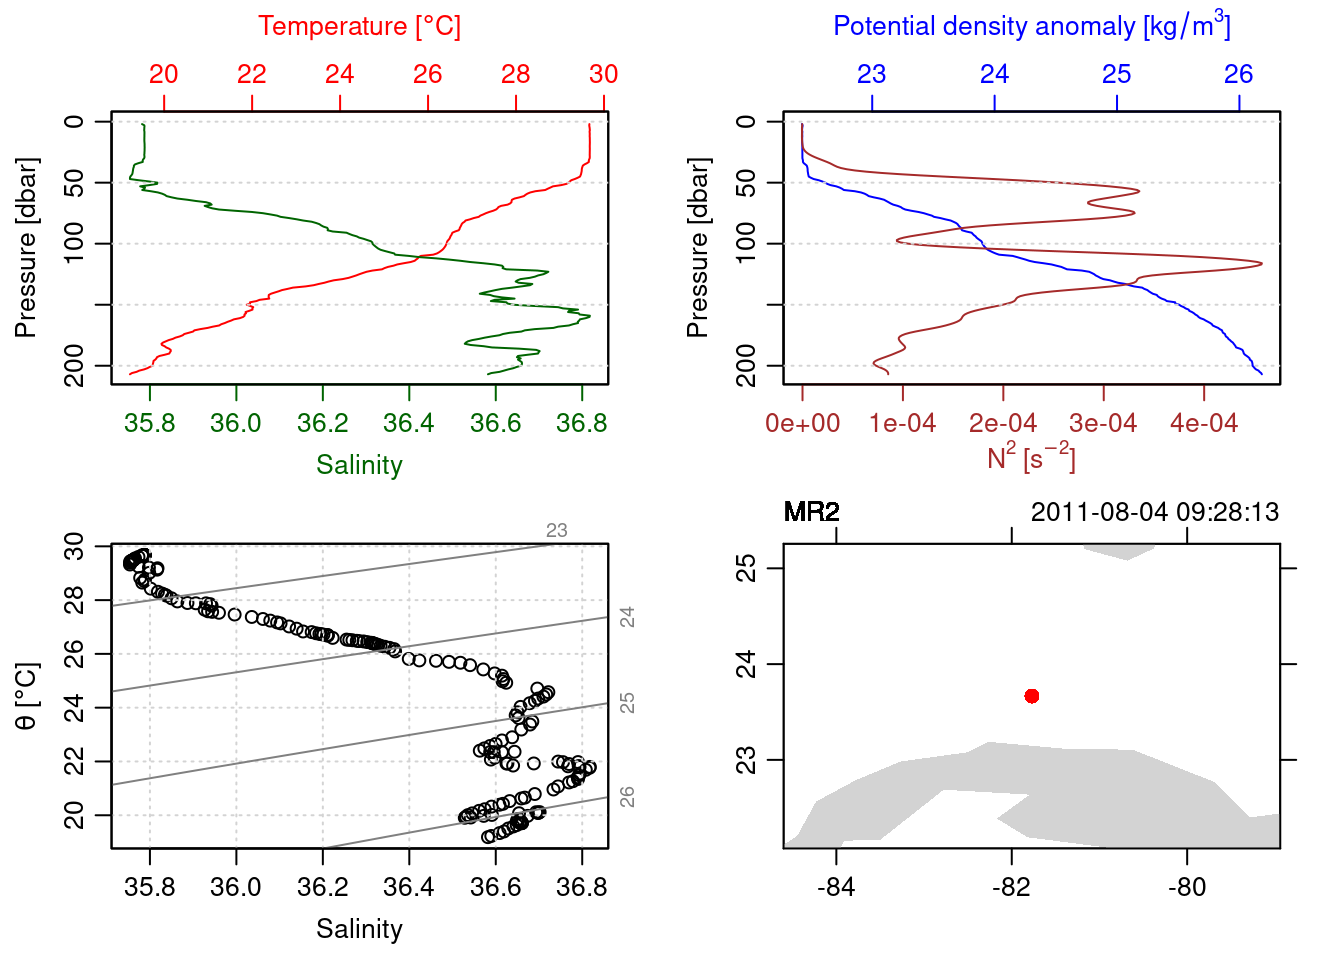 Temperature [°C]
20 22 24 26 28 30
Pressure [dbar]
0
50
100
200
35.8 36.0 36.2 36.4 36.6 36.8
Salinity
Potential density anomaly [kg/m³]
23 24 25 26
Pressure [dbar]
0
50
100
200
0e+00 1e-04 2e-04 3e-04 4e-04
N² [s⁻²]
23
24
25
26
θ [°C]
30
28
26
24
22
20
35.8 36.0 36.2 36.4 36.6 36.8
Salinity
MR2 2011-08-04 09:28:13
25
24
23
-84 -82 -80